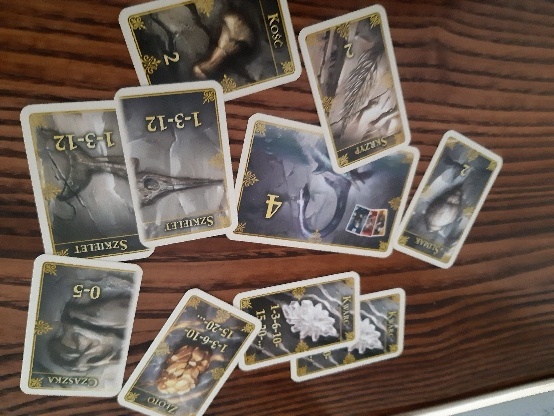 KOŚĆ
2
2
SKRZYP
1-3-12
SZKIELET
1-3-12
SZKIELET
4
2
0-5
CZASZKA
1-3-6-10-
15-20-...
ZŁOTO
1-3-6-10-
15-20-...